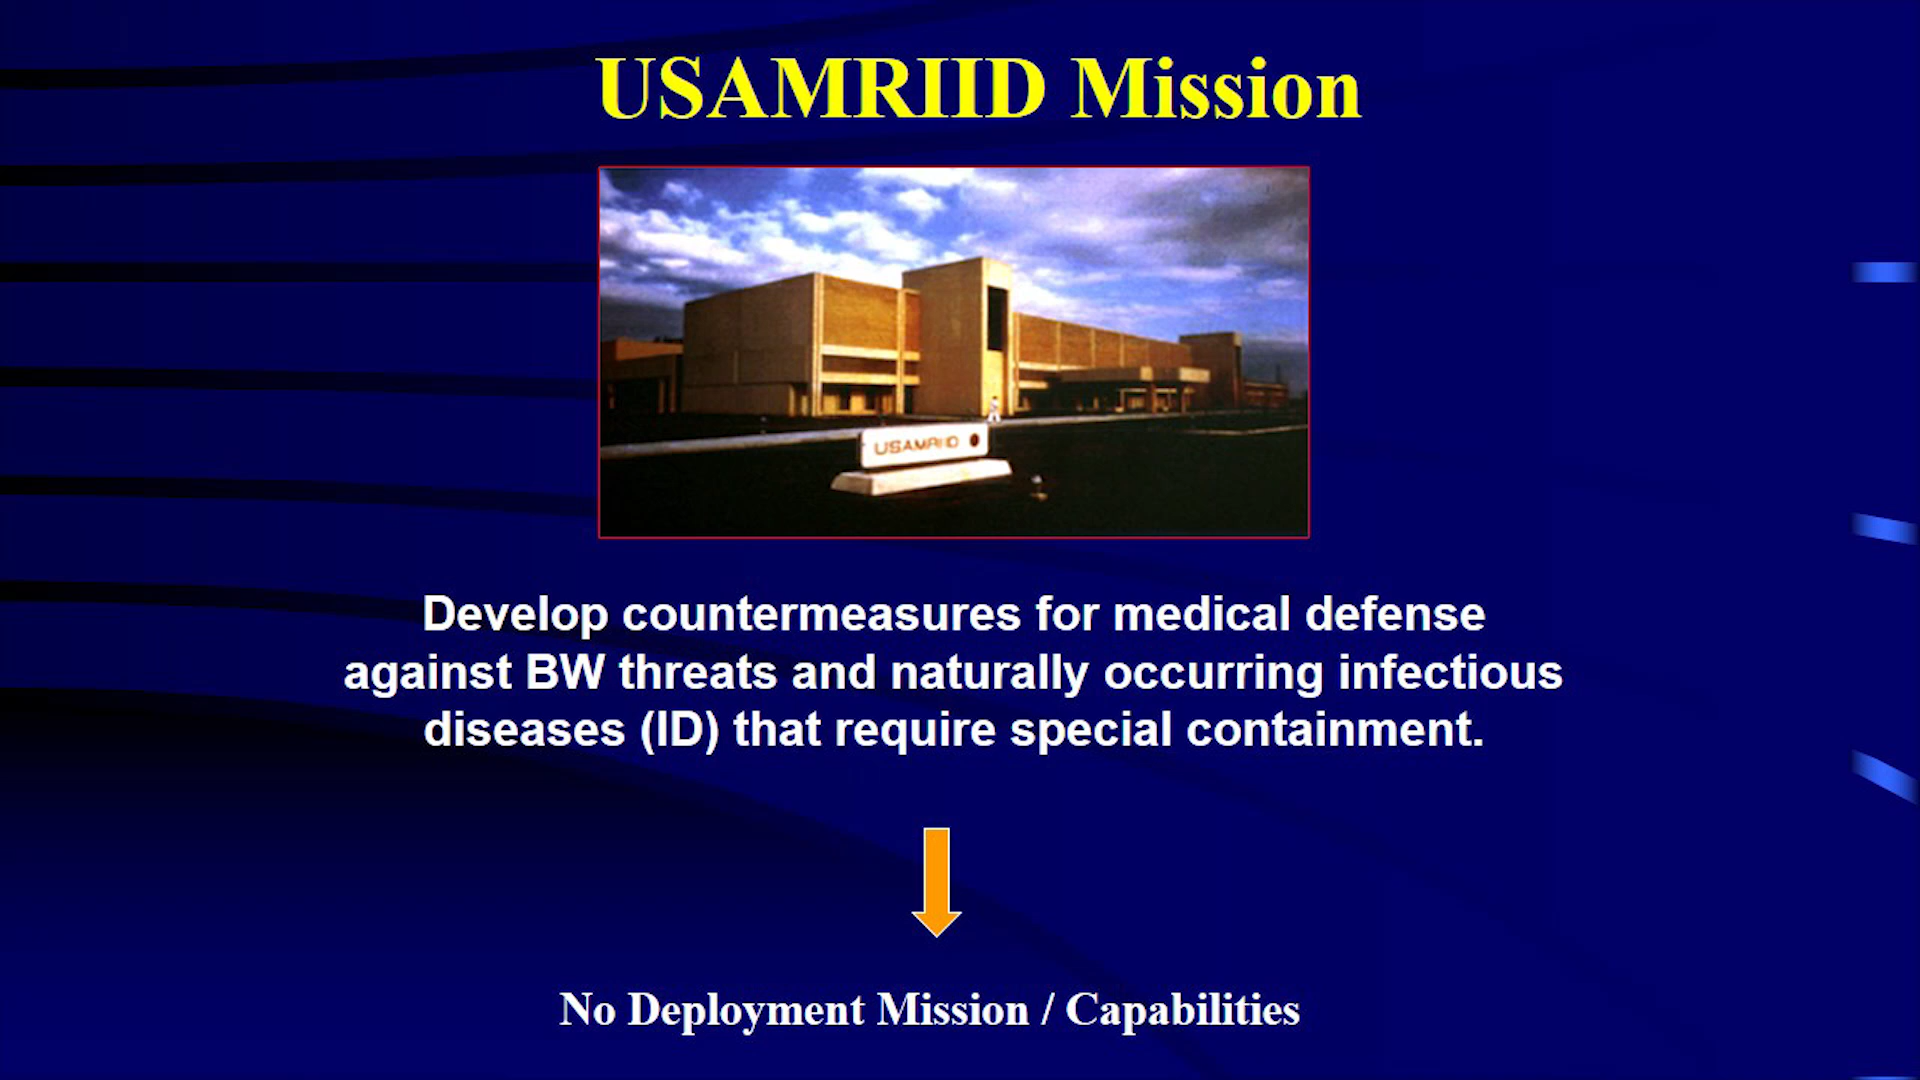 USAMRIID Mission
USAMRIID
Develop countermeasures for medical defense
against BW threats and naturally occurring infectious
diseases (ID) that require special containment.
No Deployment Mission / Capabilities